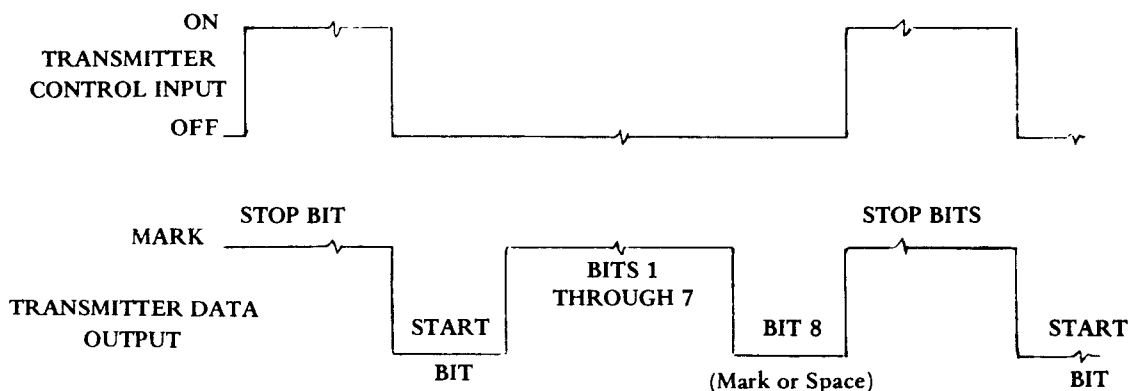 ON
TRANSMITTER
CONTROL INPUT
OFF
STOP BIT
STOP BITS
MARK
BITS 1
THROUGH 7
TRANSMITTER DATA
OUTPUT
START
BIT
BIT 8
(Mark or Space)
START
BIT